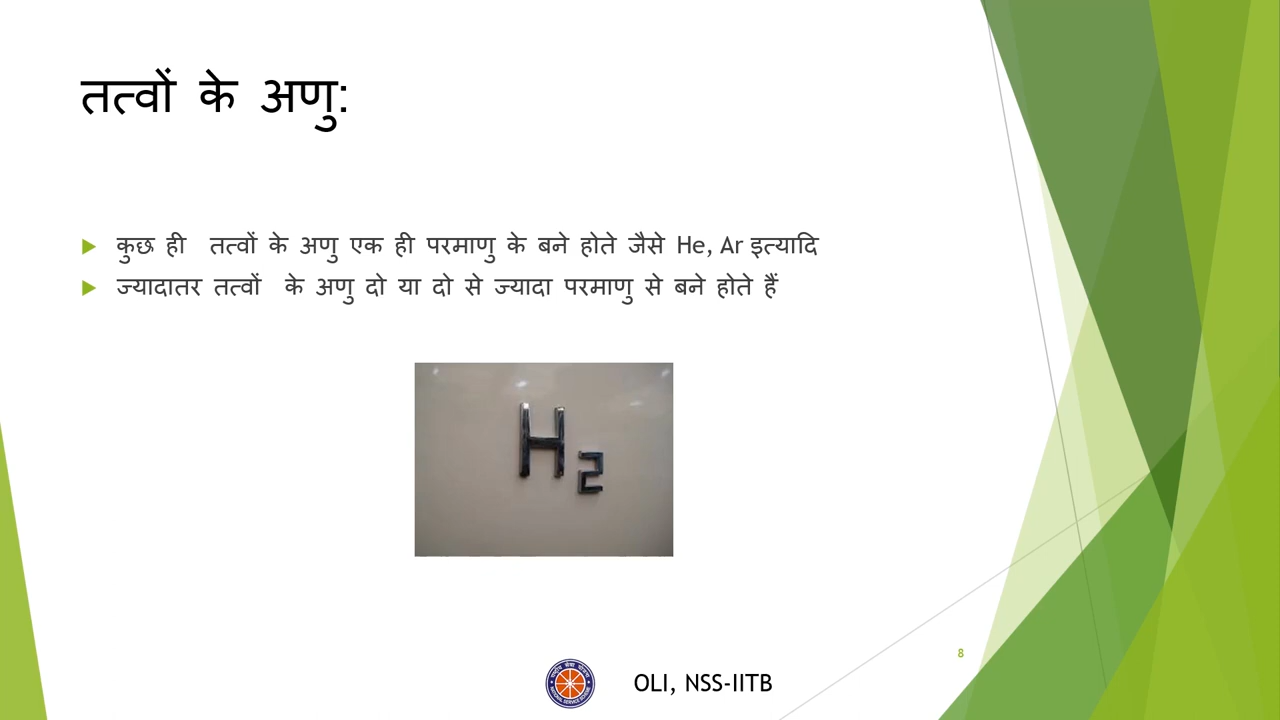 तत्वों के अणु:
कुछ ही तत्वों के अणु एक ही परमाणु के बने होते जैसे He, Ar इत्यादि
ज्यादातर तत्वों के अणु दो या दो से ज्यादा परमाणु से बने होते हैं
H2
8
OLI, NSS-IITB